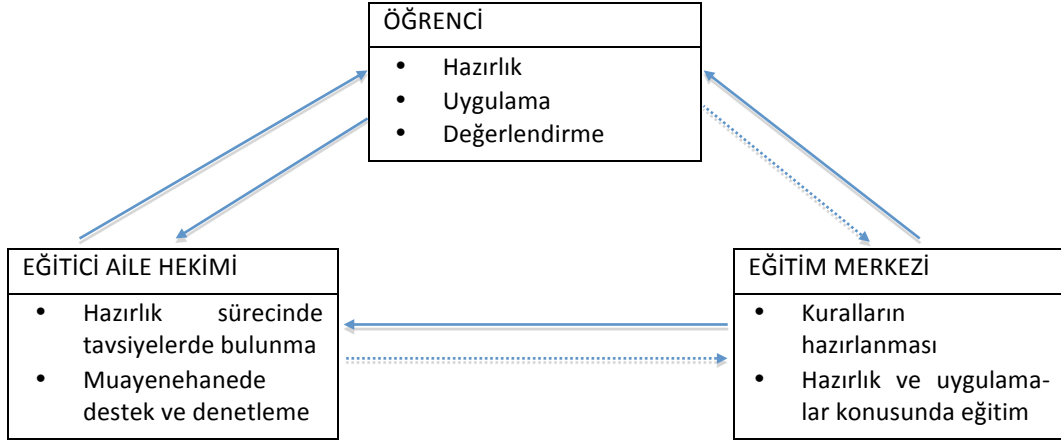 ÖĞRENCİ
• Hazırlık
• Uygulama
• Değerlendirme
EĞİTİCİ AİLE HEKİMİ
• Hazırlık sürecinde
tavsiyelerde bulunma
• Muayenehanede
destek ve denetleme
EĞİTİM MERKEZİ
• Kuralların
hazırlanması
• Hazırlık ve uygulama-
lar konusunda eğitim